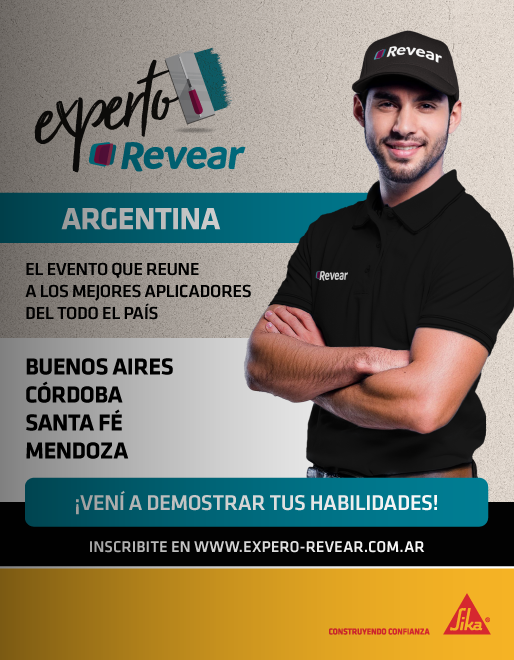 Revear
experto
Revear
ARGENTINA
EL EVENTO QUE REUNE
A LOS MEJORES APLICADORES
DEL TODO EL PAÍS
Revear
BUENOS AIRES
CÓRDOBA
SANTA FÉ
MENDOZA
¡VENÍ A DEMOSTRAR TUS HABILIDADES!
INSCRIBITE EN WWW.EXPERO-REVEAR.COM.AR
CONSTRUYENDO CONFIANZA
Sika®